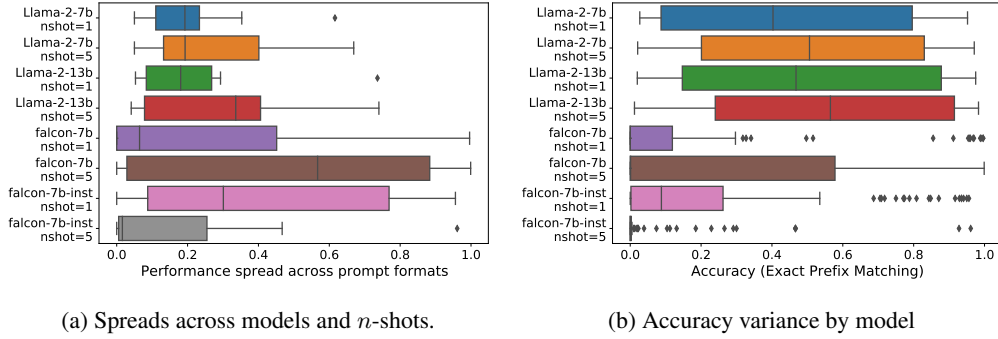 Llama-2-7b
nshot=1
Llama-2-7b
nshot=5
Llama-2-13b
nshot=1
Llama-2-13b
nshot=5
falcon-7b
nshot=1
falcon-7b
nshot=5
falcon-7b-inst
nshot=1
falcon-7b-inst
nshot=5
0.0 0.2 0.4 0.6 0.8 1.0
Performance spread across prompt formats
(a) Spreads across models and n-shots.
Llama-2-7b
nshot=1
Llama-2-7b
nshot=5
Llama-2-13b
nshot=1
Llama-2-13b
nshot=5
falcon-7b
nshot=1
falcon-7b
nshot=5
falcon-7b-inst
nshot=1
falcon-7b-inst
nshot=5
0.0 0.2 0.4 0.6 0.8 1.0
Accuracy (Exact Prefix Matching)
(b) Accuracy variance by model